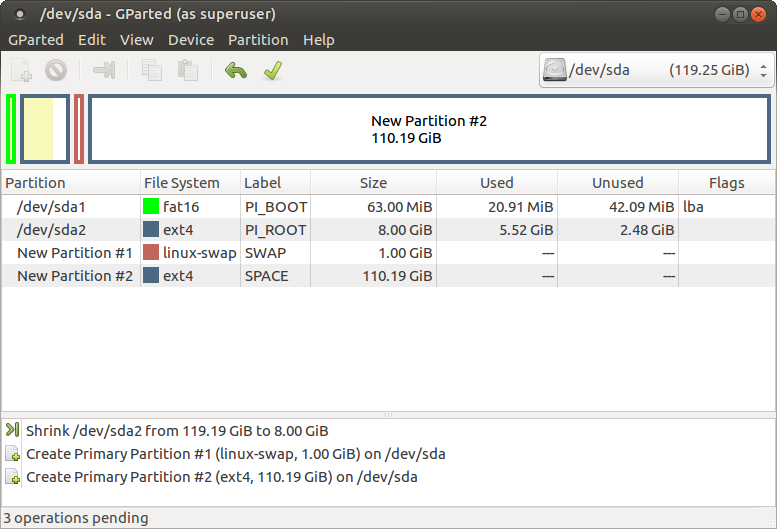 /dev/sda - GParted (as superuser)
GParted Edit View Device Partition Help
/dev/sda (119.25 GiB)
New Partition #2
110.19 GiB
Partition File System Label Size Used Unused Flags
/dev/sda1 fat16 PI_BOOT 63.00 MiB 20.91 MiB 42.09 MiB lba
/dev/sda2 ext4 PI_ROOT 8.00 GiB 5.52 GiB 2.48 GiB
New Partition #1 linux-swap SWAP 1.00 GiB --- ---
New Partition #2 ext4 SPACE 110.19 GiB --- ---
Shrink /dev/sda2 from 119.19 GiB to 8.00 GiB
Create Primary Partition #1 (linux-swap, 1.00 GiB) on /dev/sda
Create Primary Partition #2 (ext4, 110.19 GiB) on /dev/sda
3 operations pending